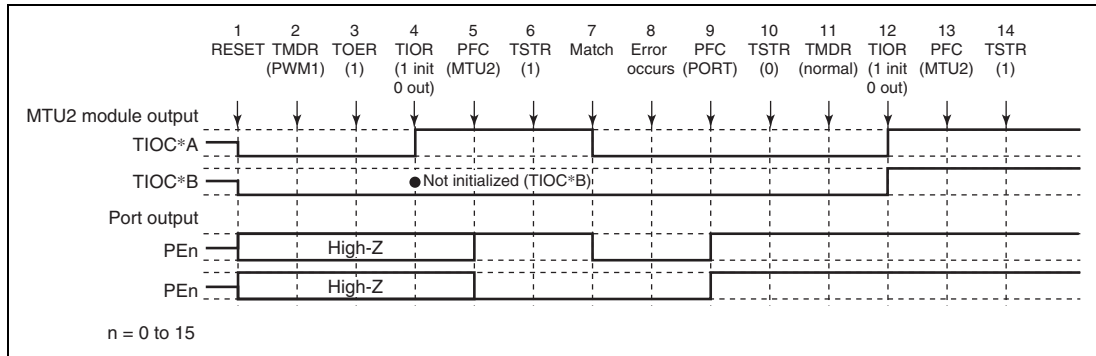 1 2 3 4 5 6 7 8 9 10 11 12 13 14
RESET TMDR TOER TIOR PFC TSTR Match Error PFC TSTR TMDR TIOR PFC TSTR
(PWM1) (1) (1 init (MTU2) (1) occurs (PORT) (0) (normal) (1 init (MTU2) (1)
0 out) 0 out)
MTU2 module output
TIOC*A
TIOC*B Not initialized (TIOC*B)
Port output
PEn High-Z
PEn High-Z
n = 0 to 15